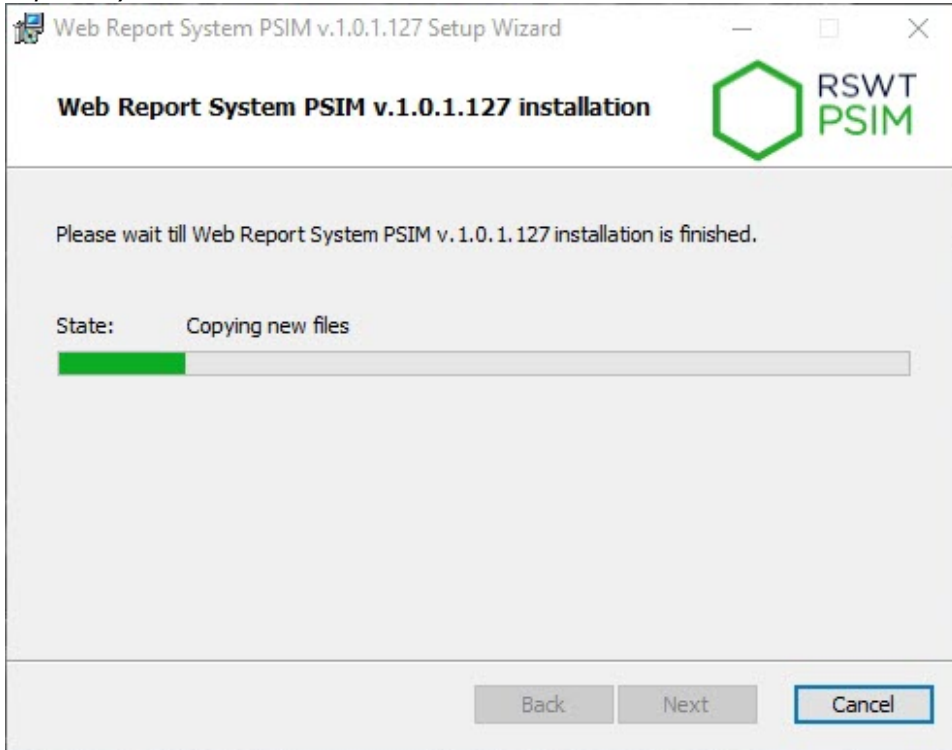 Web Report System PSIM v.1.0.1.127 Setup Wizard
Web Report System PSIM v.1.0.1.127 installation
RSWT
PSIM
Please wait till Web Report System PSIM v.1.0.1.127 installation is finished.
State: Copying new files
Back Next Cancel